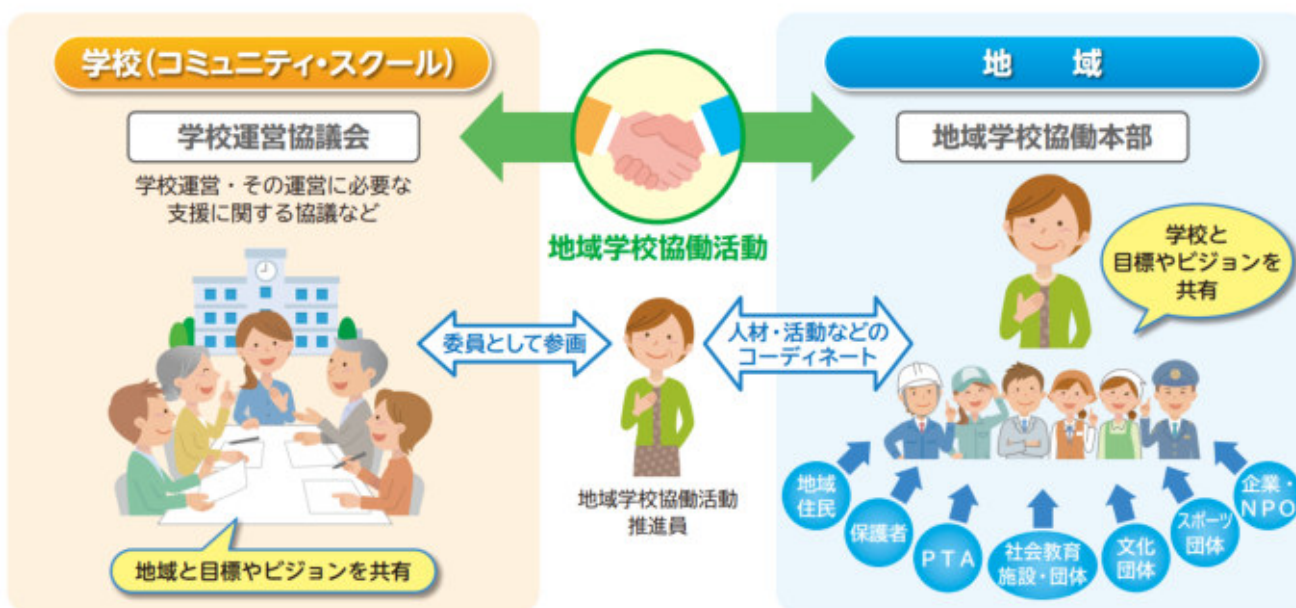 学校(コミュニティ・スクール)
学校運営協議会
学校運営・その運営に必要な
支援に関する協議など
地域と目標やビジョンを共有
地域学校協働活動
委員として参画
人材・活動などの
コーディネート
地域学校協働活動
推進員
地　域
地域学校協働本部
学校と
目標やビジョンを
共有
地域
住民
保護者
PTA
社会教育
施設・団体
文化
団体
スポーツ
団体
企業・
NPO